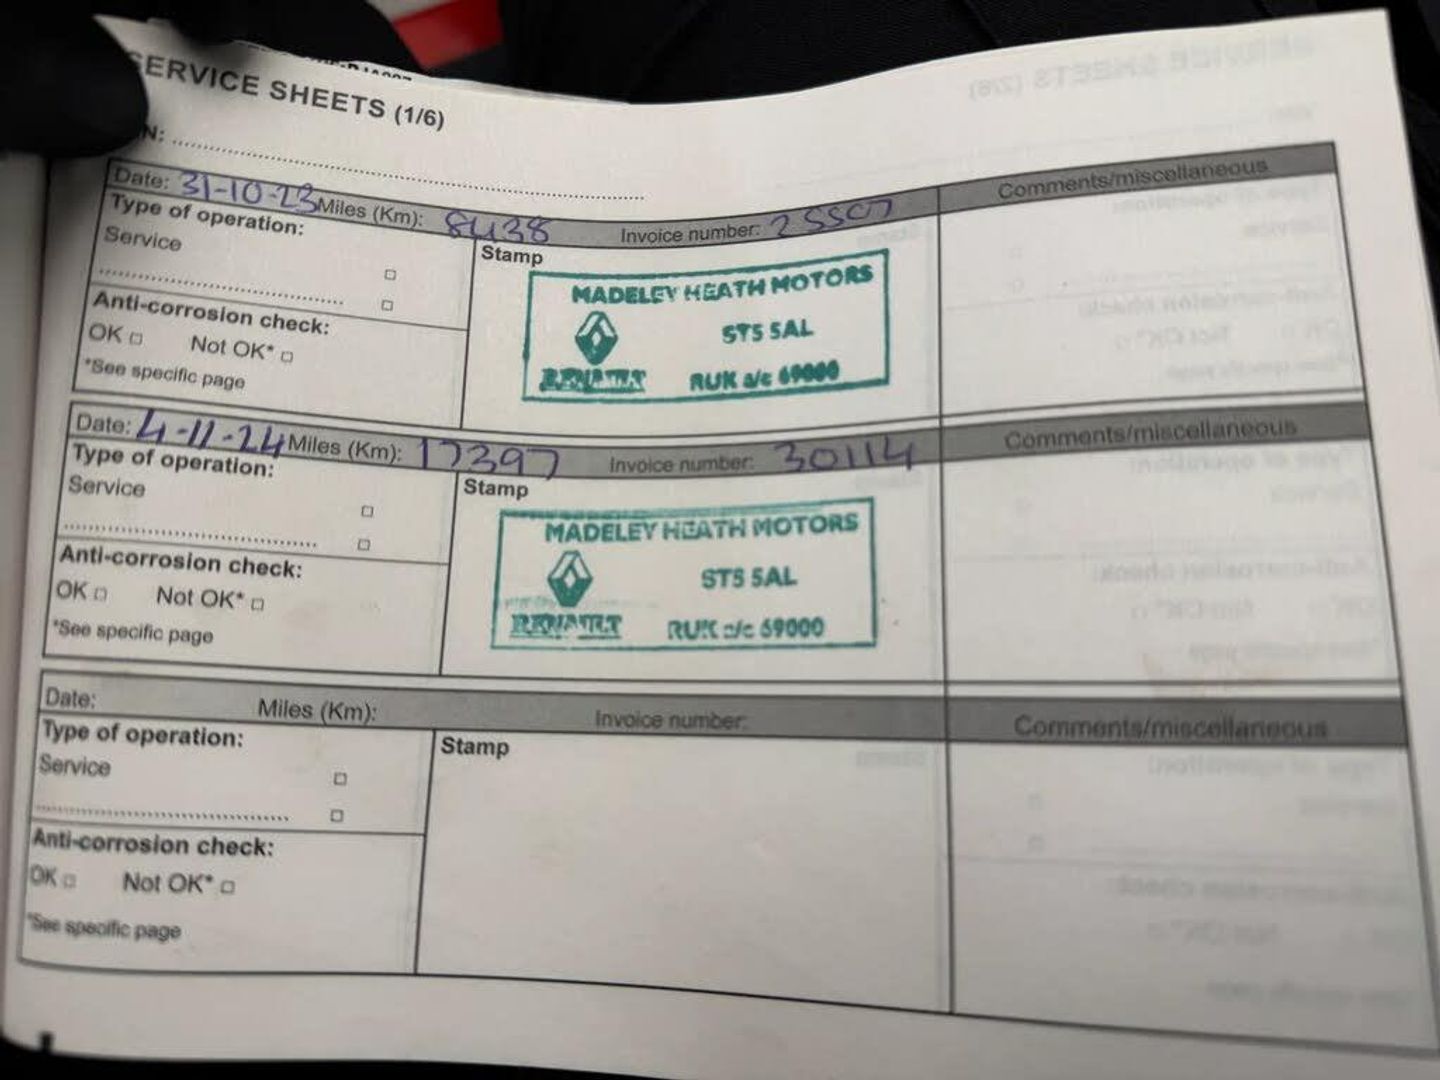 SERVICE SHEETS (1/6)
N:
Date: 31-10-23 Miles (Km): 8438 Invoice number: 25507 Comments/miscellaneous
Type of operation:
Service
Stamp
MADELEY HEATH MOTORS
ST5 5AL
RENAULT RUK a/c 69000
Anti-corrosion check:
OK Not OK*
*See specific page
Date: 4-11-24 Miles (Km): 17397 Invoice number: 30114 Comments/miscellaneous
Type of operation:
Service
Stamp
MADELEY HEATH MOTORS
ST5 5AL
RENAULT RUK a/c 69000
Anti-corrosion check:
OK Not OK*
*See specific page
Date: Miles (Km): Invoice number: Comments/miscellaneous
Type of operation:
Service
Stamp
Anti-corrosion check:
OK Not OK*
*See specific page